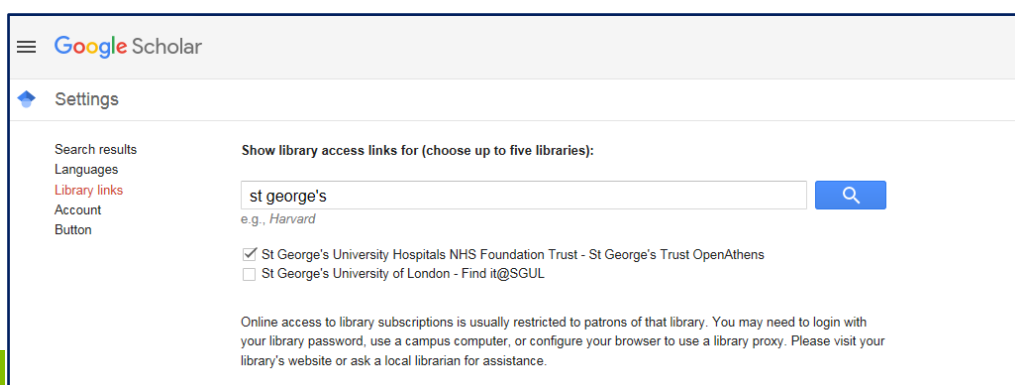 Google Scholar
Settings
Search results
Languages
Library links
Account
Button
Show library access links for (choose up to five libraries):
st george's
e.g., Harvard
St George's University Hospitals NHS Foundation Trust - St George's Trust OpenAthens
St George's University of London - Find it@SGUL
Online access to library subscriptions is usually restricted to patrons of that library. You may need to login with
your library password, use a campus computer, or configure your browser to use a library proxy. Please visit your
library's website or ask a local librarian for assistance.